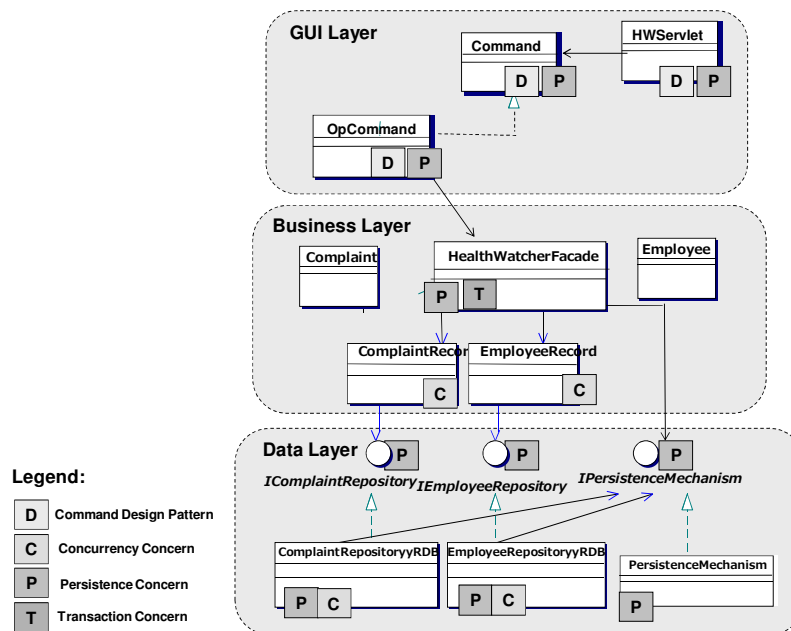 GUI Layer
Command
HWServlet
D
P
D
P
OpCommand
D
P
Business Layer
Complaint
HealthWatcherFacade
Employee
P
T
ComplaintRecor
EmployeeRecord
C
C
Data Layer
P
P
P
IComplaintRepository
IEmployeeRepository
IPersistenceMechanism
Legend:
D
Command Design Pattern
C
Concurrency Concern
P
Persistence Concern
T
Transaction Concern
ComplaintRepositoryyRDB
EmployeeRepositoryyRDB
PersistenceMechanism
P
C
P
C
P